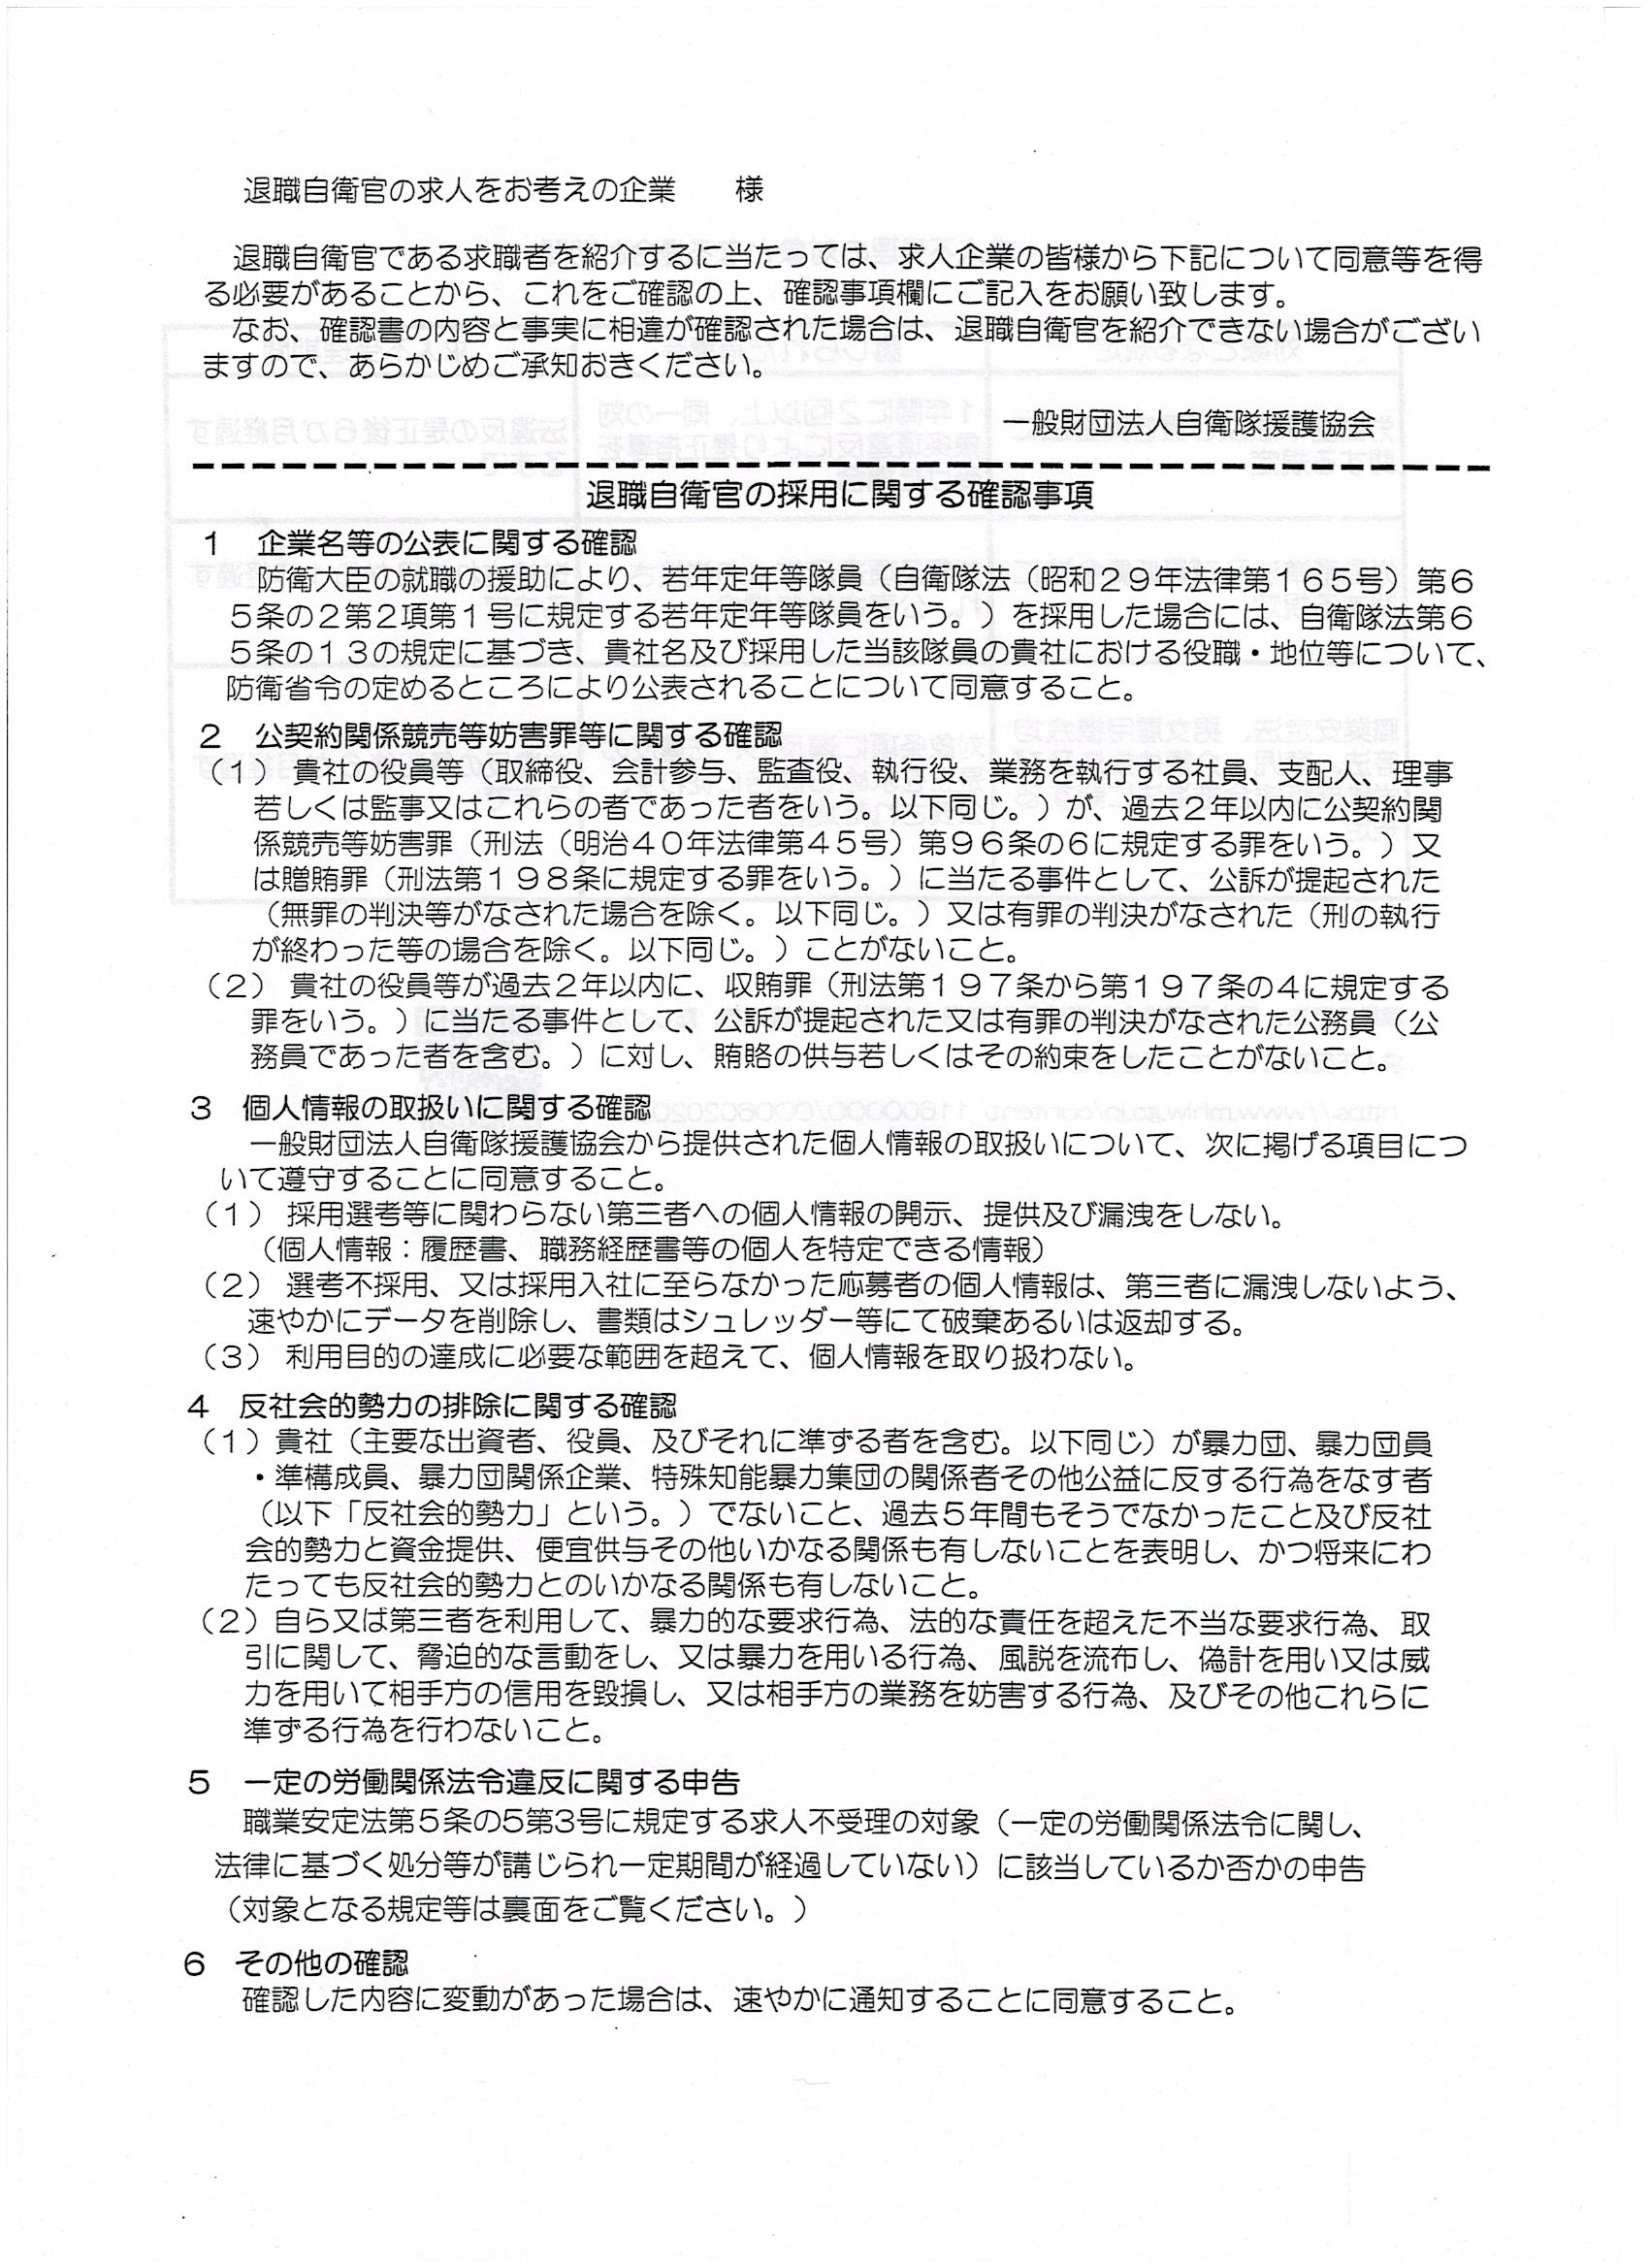 退職自衛官の求人をお考えの企業　　様
　退職自衛官である求職者を紹介するに当たっては、求人企業の皆様から下記について同意等を得
る必要があることから、これをご確認の上、確認事項欄にご記入をお願い致します。
　なお、確認書の内容と事実に相違が確認された場合は、退職自衛官を紹介できない場合がござい
ますので、あらかじめご承知おきください。
一般財団法人自衛隊援護協会
退職自衛官の採用に関する確認事項
１　企業名等の公表に関する確認
　防衛大臣の就職の援助により、若年定年等隊員（自衛隊法（昭和２９年法律第１６５号）第６
５条の２第２項第１号に規定する若年定年等隊員をいう。）を採用した場合には、自衛隊法第６
５条の１３の規定に基づき、貴社名及び採用した当該隊員の貴社における役職・地位等について、
防衛省令の定めるところにより公表されることについて同意すること。
２　公契約関係競売等妨害罪等に関する確認
（１） 貴社の役員等（取締役、会計参与、監査役、執行役、業務を執行する社員、支配人、理事
若しくは監事又はこれらの者であった者をいう。以下同じ。）が、過去２年以内に公契約関
係競売等妨害罪（刑法（明治４０年法律第４５号）第９６条の６に規定する罪をいう。）又
は贈賄罪（刑法第１９８条に規定する罪をいう。）に当たる事件として、公訴が提起された
（無罪の判決等がなされた場合を除く。以下同じ。）又は有罪の判決がなされた（刑の執行
が終わった等の場合を除く。以下同じ。）ことがないこと。
（２） 貴社の役員等が過去２年以内に、収賄罪（刑法第１９７条から第１９７条の４に規定する
罪をいう。）に当たる事件として、公訴が提起された又は有罪の判決がなされた公務員（公
務員であった者を含む。）に対し、賄賂の供与若しくはその約束をしたことがないこと。
３　個人情報の取扱いに関する確認
　一般財団法人自衛隊援護協会から提供された個人情報の取扱いについて、次に掲げる項目につ
いて遵守することに同意すること。
（１） 採用選考等に関わらない第三者への個人情報の開示、提供及び漏洩をしない。
（個人情報：履歴書、職務経歴書等の個人を特定できる情報）
（２） 選考不採用、又は採用入社に至らなかった応募者の個人情報は、第三者に漏洩しないよう、
速やかにデータを削除し、書類はシュレッダー等にて破棄あるいは返却する。
（３） 利用目的の達成に必要な範囲を超えて、個人情報を取り扱わない。
４　反社会的勢力の排除に関する確認
（１）貴社（主要な出資者、役員、及びそれに準ずる者を含む。以下同じ）が暴力団、暴力団員
・準構成員、暴力団関係企業、特殊知能暴力集団の関係者その他公益に反する行為をなす者
（以下「反社会的勢力」という。）でないこと、過去５年間もそうでなかったこと及び反社
会的勢力と資金提供、便宜供与その他いかなる関係も有しないことを表明し、かつ将来にわ
たっても反社会的勢力とのいかなる関係も有しないこと。
（２）自ら又は第三者を利用して、暴力的な要求行為、法的な責任を超えた不当な要求行為、取
引に関して、脅迫的な言動をし、又は暴力を用いる行為、風説を流布し、偽計を用い又は威
力を用いて相手方の信用を毀損し、又は相手方の業務を妨害する行為、及びその他これらに
準ずる行為を行わないこと。
５　一定の労働関係法令違反に関する申告
　職業安定法第５条の５第３号に規定する求人不受理の対象（一定の労働関係法令に関し、
法律に基づく処分等が講じられ一定期間が経過していない）に該当しているか否かの申告
（対象となる規定等は裏面をご覧ください。）
６　その他の確認
確認した内容に変動があった場合は、速やかに通知することに同意すること。